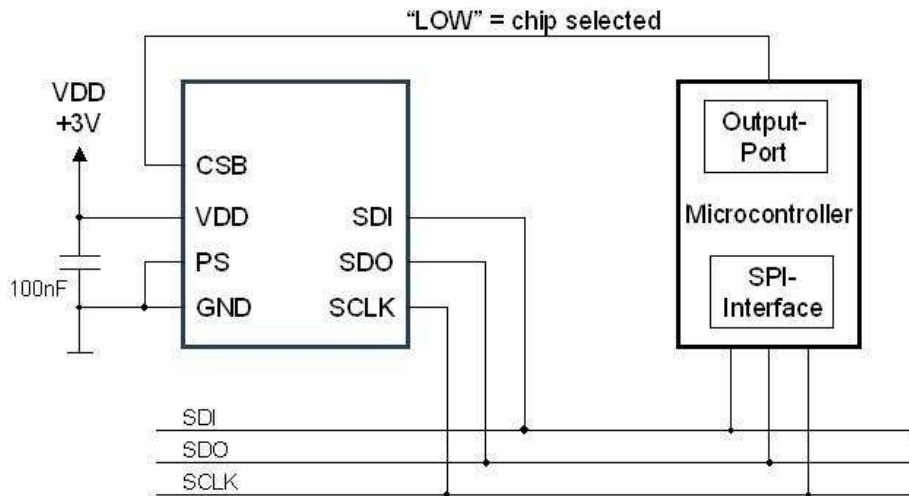 “LOW” = chip selected
VDD
+3V
CSB
VDD
PS
GND
100nF
SDI
SDO
SCLK
Output-
Port
Microcontroller
SPI-
Interface
SDI
SDO
SCLK